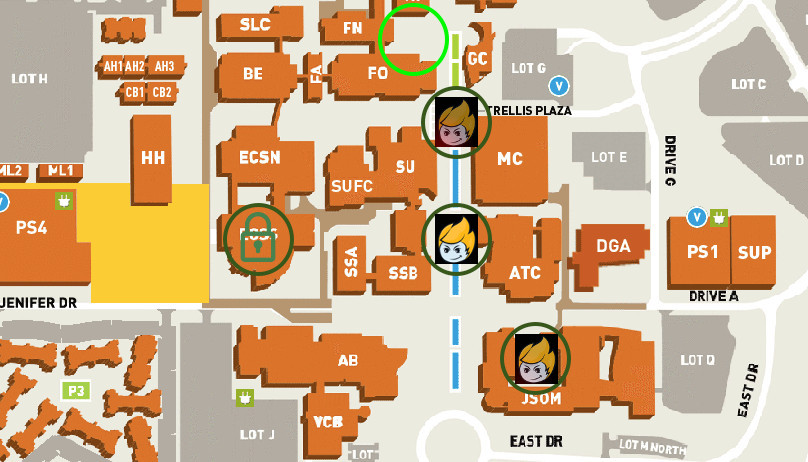 SLC
FN
GC
LOT H
AH1
AH2
AH3
BE
FA
FO
LOT G
V
LOT C
CB1
CB2
TRELLIS PLAZA
HH
ECSN
SU
MC
LOT E
DRIVE G
LOT D
ML2
ML1
SUFC
V
PS4
V
SSA
SSB
ATC
DGA
PS1
SUP
JENIFER DR
DRIVE A
AB
LOT Q
P3
JSOM
EAST DR
VCB
LOT J
LOT
EAST DR
LOT M NORTH